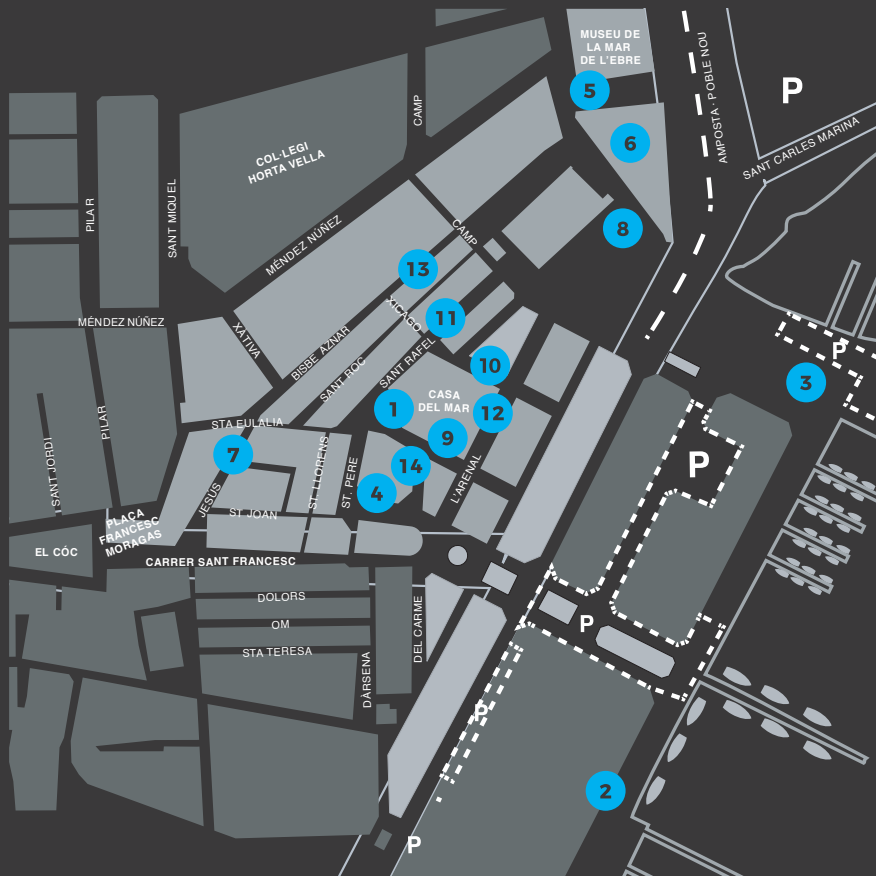 MUSEU DE
LA MAR
DE L'EBRE
5
6
8
P
AMPOSTA · POBLE NOU
SANT CARLES MARINA
CAMP
COL·LEGI
HORTA VELLA
PILAR
SANT MIQUEL
MÉNDEZ NÚÑEZ
CAMP
13
XICAGO
11
MÉNDEZ NÚÑEZ
XÀTIVA
BISBE AZNAR
SANT ROC
SANT RAFEL
10
P
3
CASA
DEL MAR
1
12
9
STA EULALIA
PILAR
SANT JORDI
7
JESÚS
ST. LLORENS
ST. PERE
14
4
L'ARENAL
P
ST JOAN
PLAÇA
FRANCESC
MORAGAS
EL CÓC
CARRER SANT FRANCESC
DOLORS
OM
STA TERESA
DÀRSENA
DEL CARME
P
P
2
P